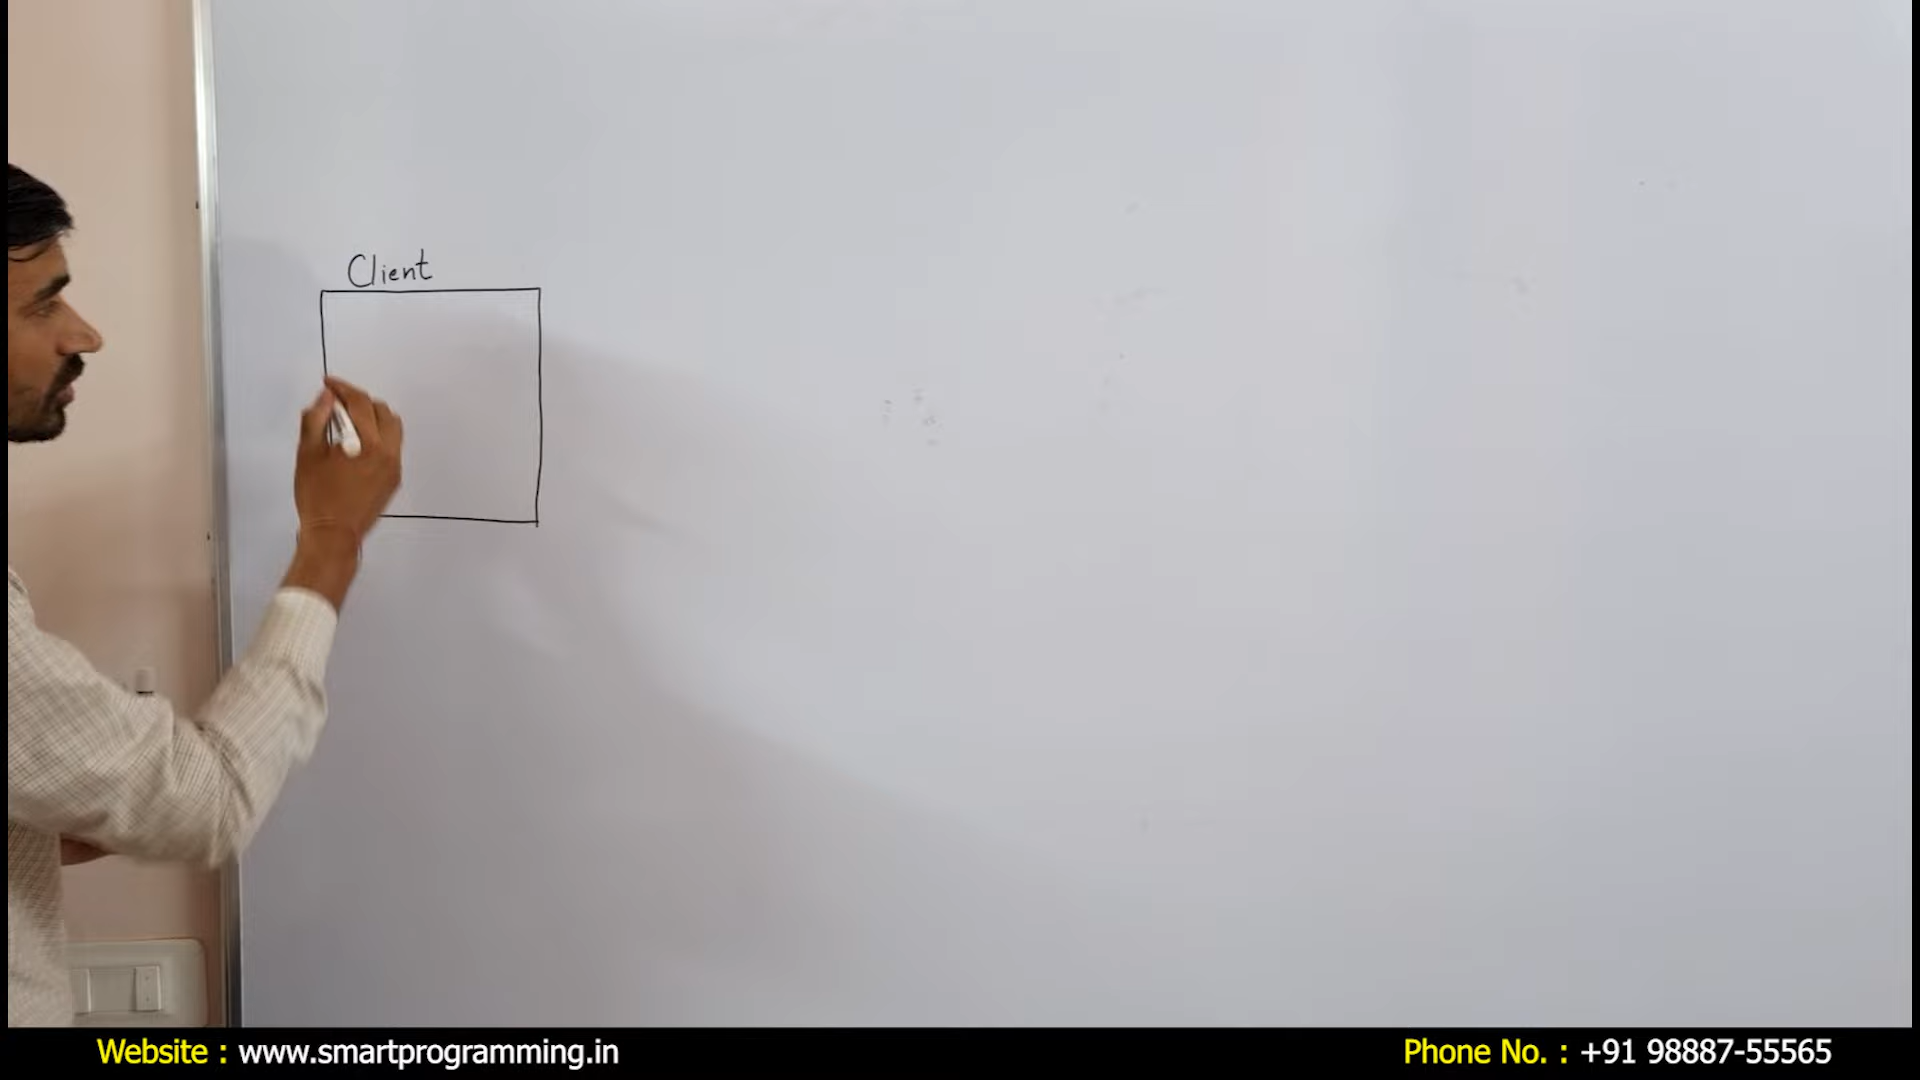 Client
Website : www.smartprogramming.in
Phone No. : +91 98887-55565